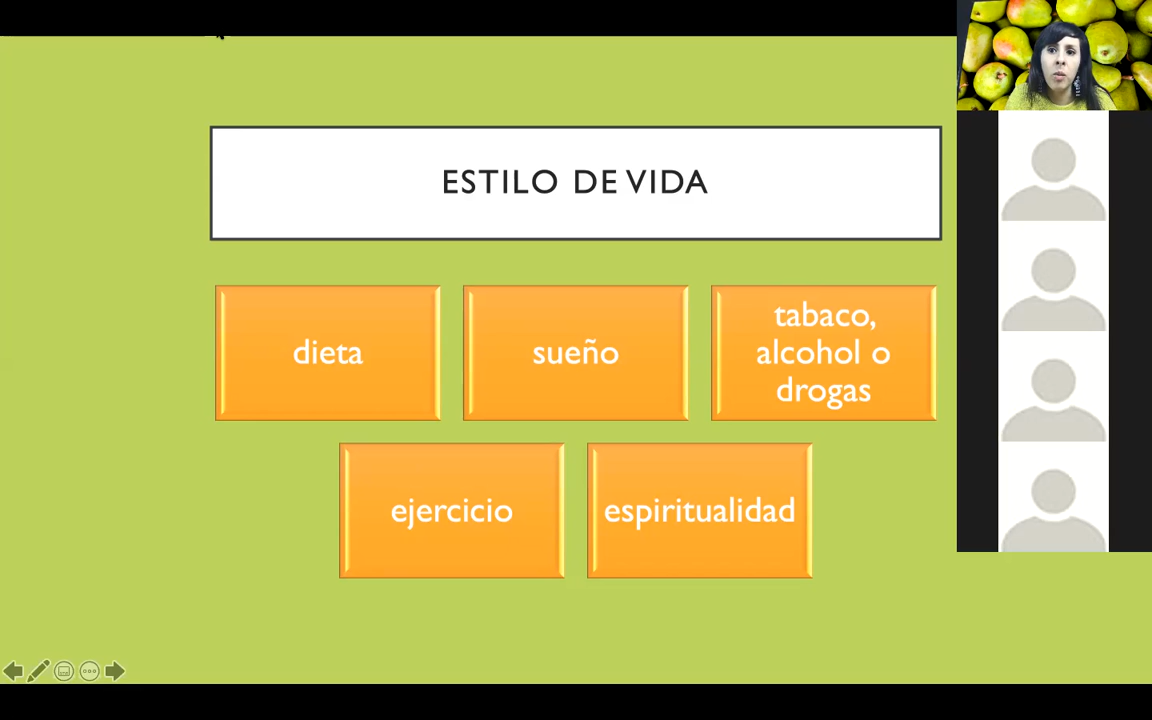 ESTILO DE VIDA
dieta
sueño
tabaco,
alcohol o
drogas
ejercicio
espiritualidad